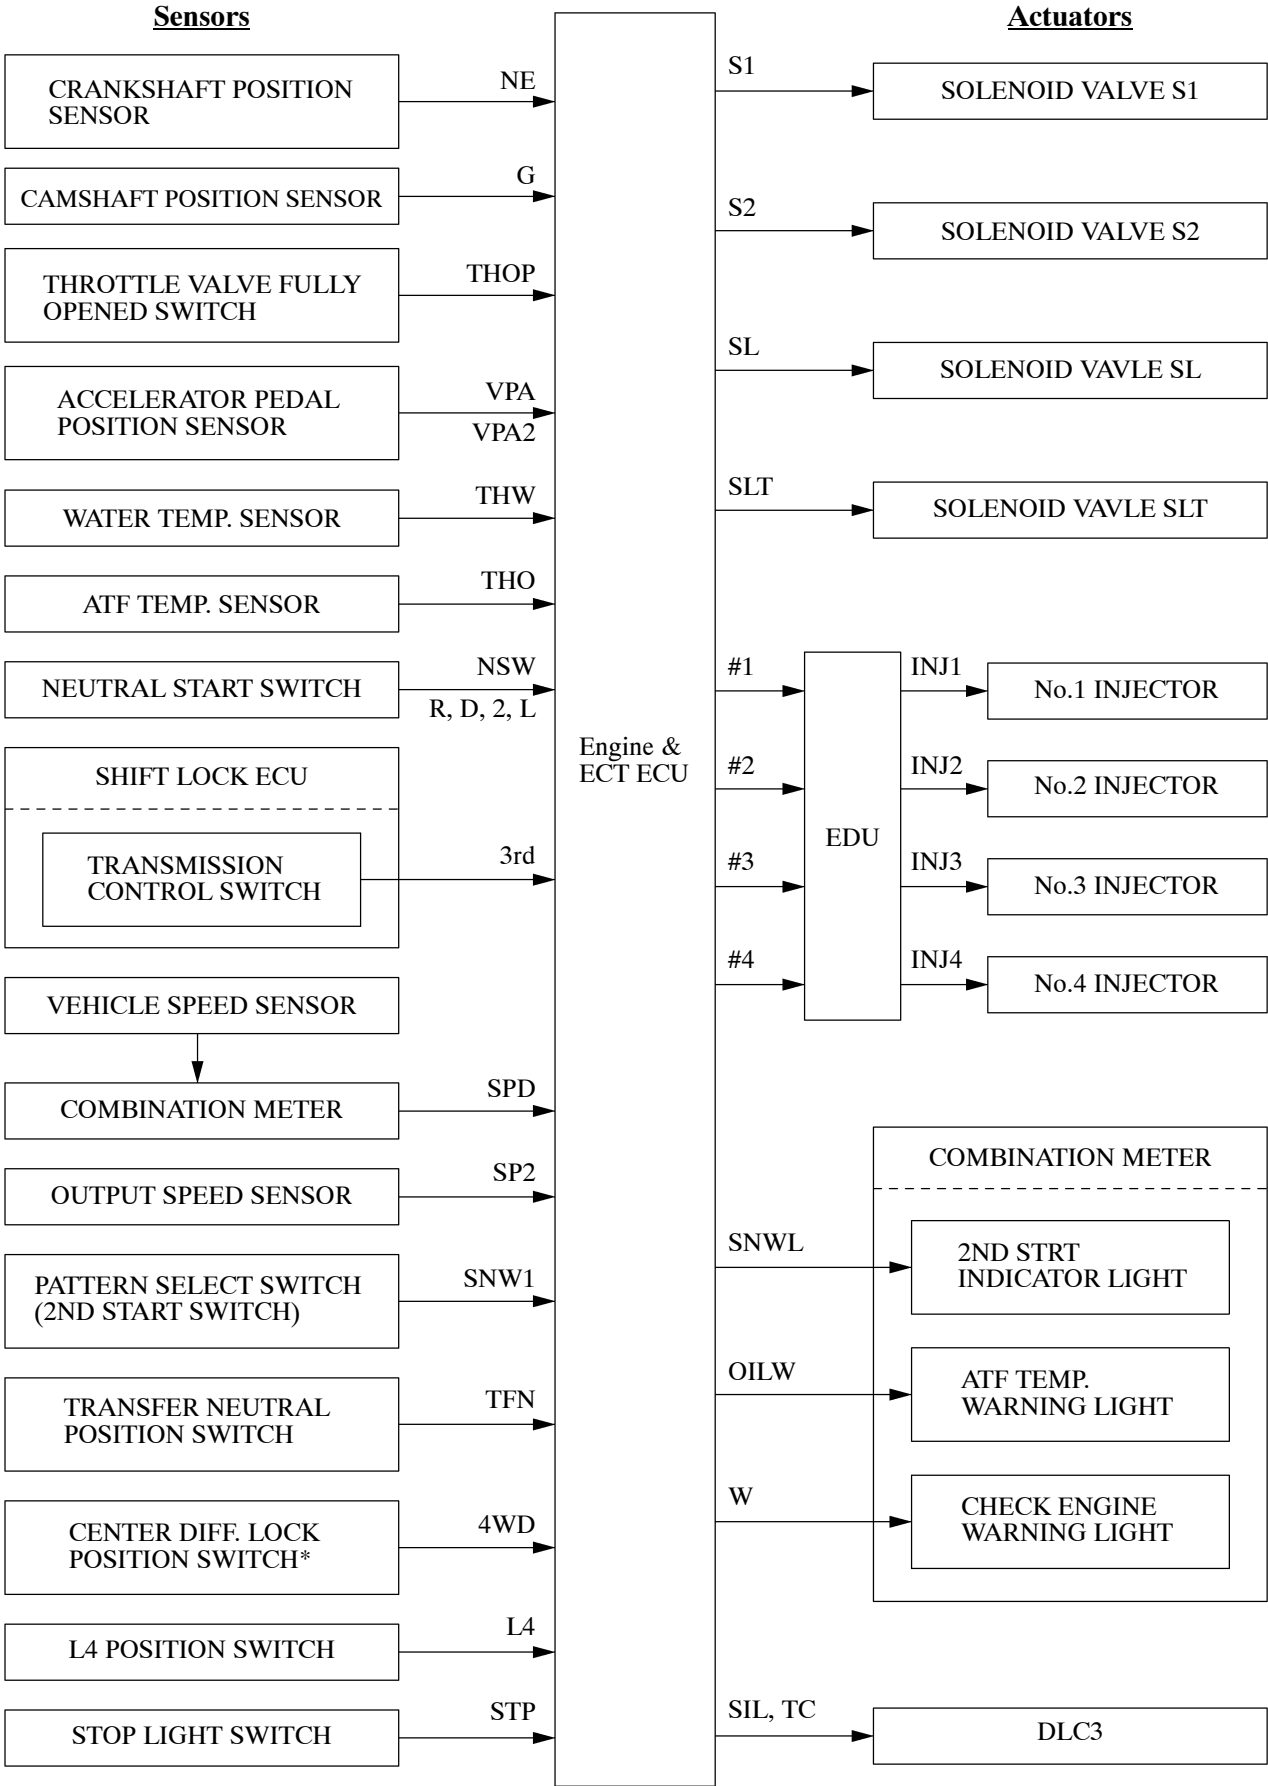 Sensors
Actuators
CRANKSHAFT POSITION
SENSOR
NE
CAMSHAFT POSITION SENSOR
G
THROTTLE VALVE FULLY
OPENED SWITCH
THOP
ACCELERATOR PEDAL
POSITION SENSOR
VPA
VPA2
WATER TEMP. SENSOR
THW
ATF TEMP. SENSOR
THO
NEUTRAL START SWITCH
NSW
R, D, 2, L
SHIFT LOCK ECU
TRANSMISSION
CONTROL SWITCH
3rd
VEHICLE SPEED SENSOR
COMBINATION METER
SPD
OUTPUT SPEED SENSOR
SP2
PATTERN SELECT SWITCH
(2ND START SWITCH)
SNW1
TRANSFER NEUTRAL
POSITION SWITCH
TFN
CENTER DIFF. LOCK
POSITION SWITCH*
4WD
L4 POSITION SWITCH
L4
STOP LIGHT SWITCH
STP
Engine &
ECT ECU
S1
SOLENOID VALVE S1
S2
SOLENOID VALVE S2
SL
SOLENOID VAVLE SL
SLT
SOLENOID VAVLE SLT
#1
#2
#3
#4
EDU
INJ1
No.1 INJECTOR
INJ2
No.2 INJECTOR
INJ3
No.3 INJECTOR
INJ4
No.4 INJECTOR
COMBINATION METER
SNWL
2ND STRT
INDICATOR LIGHT
OILW
ATF TEMP.
WARNING LIGHT
W
CHECK ENGINE
WARNING LIGHT
SIL, TC
DLC3